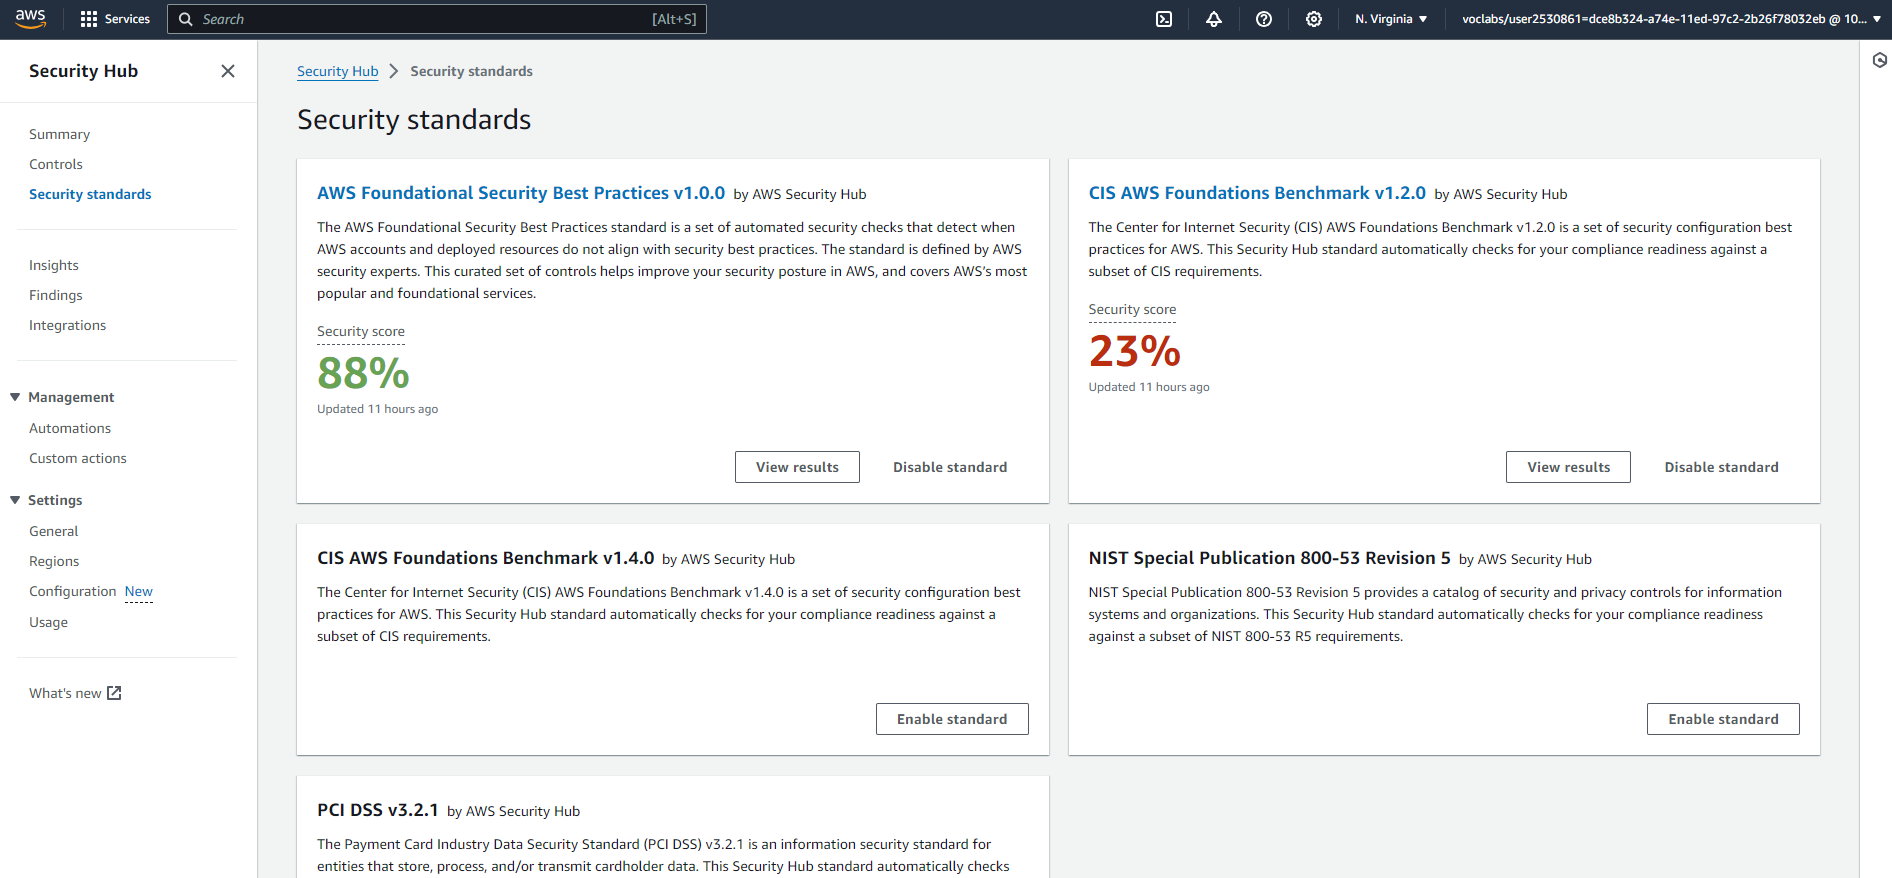 aws
Services
Search
[Alt+S]
N. Virginia
voclabs/user2530861=dce8b324-a74e-11ed-97c2-2b26f78032eb @ 10...
Security Hub
Summary
Controls
Security standards
Insights
Findings
Integrations
Management
Automations
Custom actions
Settings
General
Regions
Configuration New
Usage
What's new
Security Hub
Security standards
Security standards
AWS Foundational Security Best Practices v1.0.0 by AWS Security Hub
The AWS Foundational Security Best Practices standard is a set of automated security checks that detect when
AWS accounts and deployed resources do not align with security best practices. The standard is defined by AWS
security experts. This curated set of controls helps improve your security posture in AWS, and covers AWS's most
popular and foundational services.
Security score
88%
Updated 11 hours ago
View results
Disable standard
CIS AWS Foundations Benchmark v1.2.0 by AWS Security Hub
The Center for Internet Security (CIS) AWS Foundations Benchmark v1.2.0 is a set of security configuration best
practices for AWS. This Security Hub standard automatically checks for your compliance readiness against a
subset of CIS requirements.
Security score
23%
Updated 11 hours ago
View results
Disable standard
CIS AWS Foundations Benchmark v1.4.0 by AWS Security Hub
The Center for Internet Security (CIS) AWS Foundations Benchmark v1.4.0 is a set of security configuration best
practices for AWS. This Security Hub standard automatically checks for your compliance readiness against a
subset of CIS requirements.
Enable standard
NIST Special Publication 800-53 Revision 5 by AWS Security Hub
NIST Special Publication 800-53 Revision 5 provides a catalog of security and privacy controls for information
systems and organizations. This Security Hub standard automatically checks for your compliance readiness
against a subset of NIST 800-53 R5 requirements.
Enable standard
PCI DSS v3.2.1 by AWS Security Hub
The Payment Card Industry Data Security Standard (PCI DSS) v3.2.1 is an information security standard for
entities that store, process, and/or transmit cardholder data. This Security Hub standard automatically checks